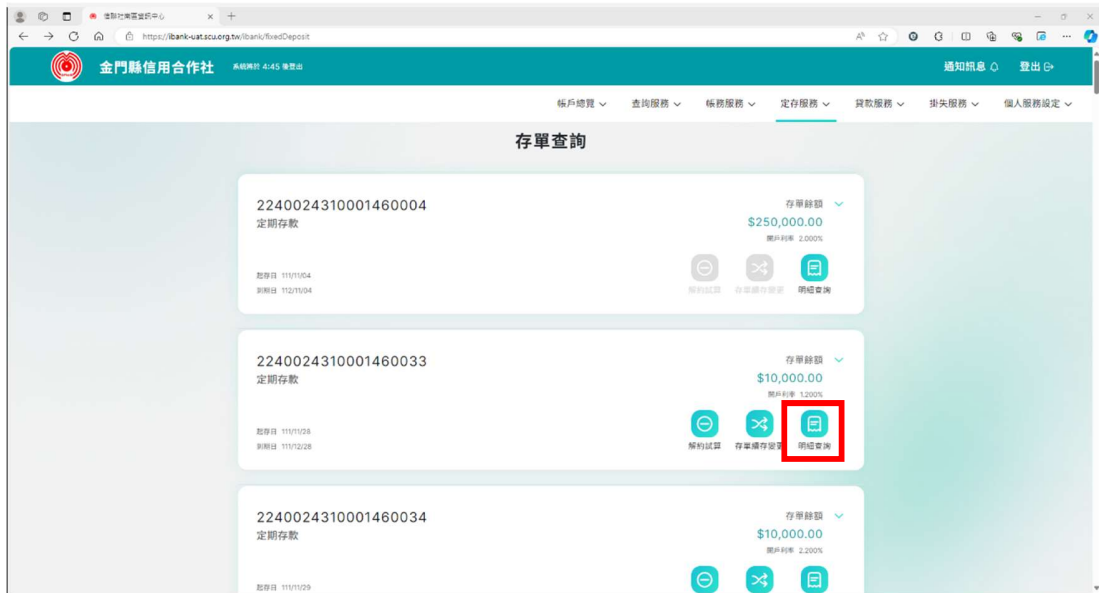 信聯社南區資訊中心
https://ibank-uat.scu.org.tw/ibank/fixedDeposit
金門縣信用合作社
系統將於 4:45 後登出
通知訊息
登出
帳戶總覽
查詢服務
帳務服務
定存服務
貸款服務
掛失服務
個人服務設定
存單查詢
2240024310001460004
存單餘額
定期存款
$250,000.00
開戶利率 2.000%
起存日 111/11/04
到期日 112/11/04
解約試算
存單續存變更
明細查詢
2240024310001460033
存單餘額
定期存款
$10,000.00
開戶利率 1.200%
起存日 111/11/28
到期日 111/12/28
解約試算
存單續存變更
明細查詢
2240024310001460034
存單餘額
定期存款
$10,000.00
開戶利率 2.200%
起存日 111/11/29